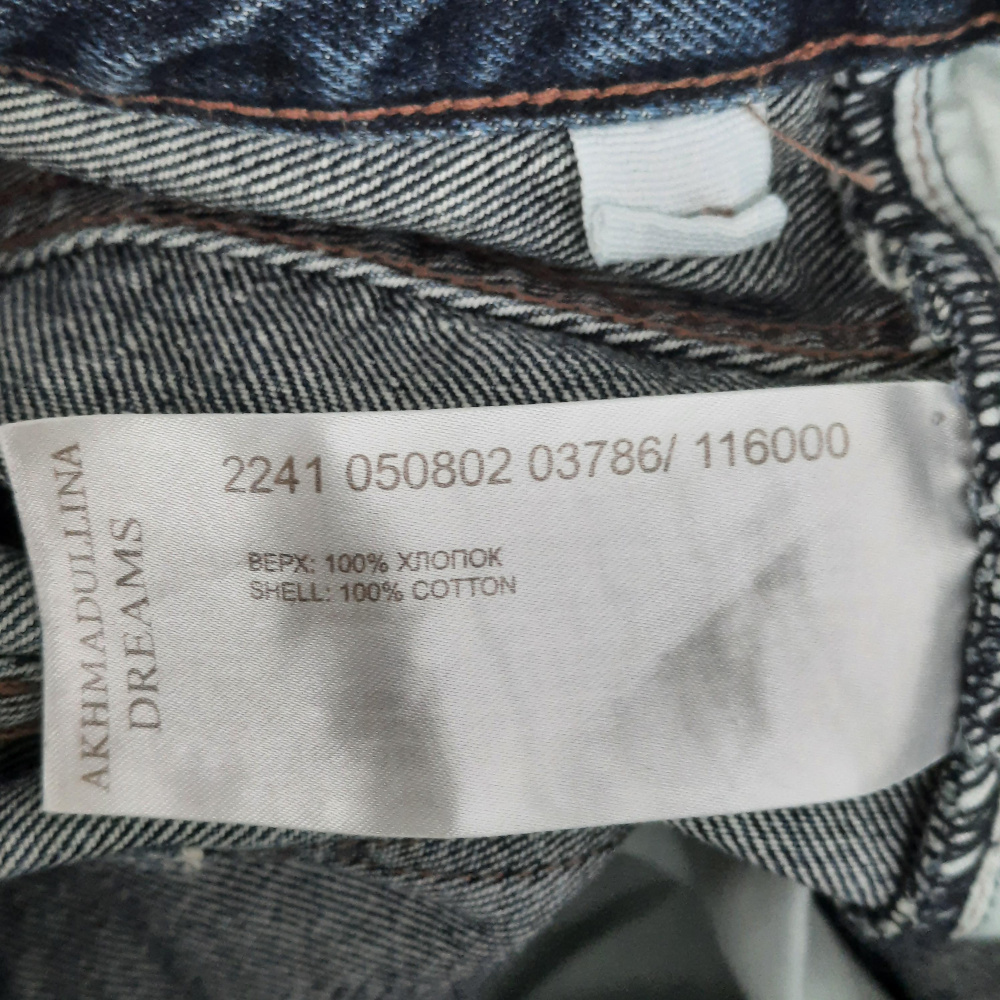 2241 050802 03786/ 116000
ВЕРХ: 100% ХЛОПОК
SHELL: 100% COTTON
AKHMADULLINA
DREAMS